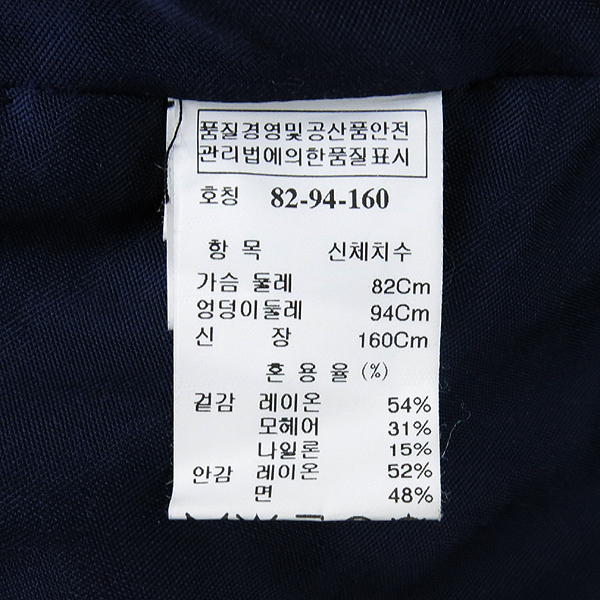 품질경영및공산품안전
관리법에의한품질표시
호칭 82-94-160
항 목 신체치수
가슴 둘레 82Cm
엉덩이둘레 94Cm
신 장 160Cm
혼 용 율 (%)
겉감 레이온 54%
모헤어 31%
나일론 15%
안감 레이온 52%
면 48%